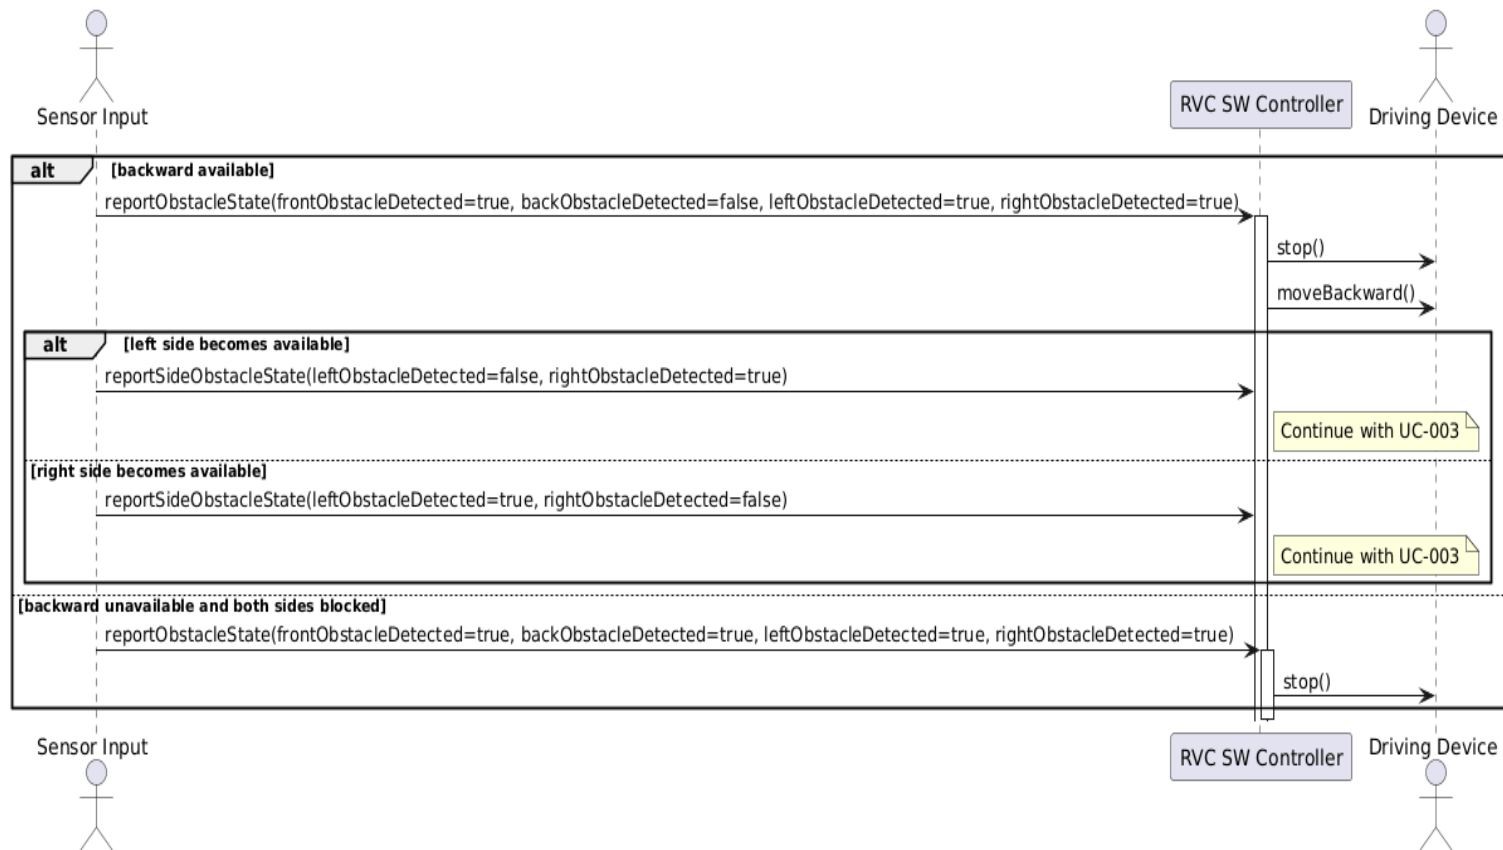 Sensor Input
RVC SW Controller
Driving Device
alt
[backward available]
reportObstacleState(frontObstacleDetected=true, backObstacleDetected=false, leftObstacleDetected=true, rightObstacleDetected=true)
stop()
moveBackward()
alt
[left side becomes available]
reportSideObstacleState(leftObstacleDetected=false, rightObstacleDetected=true)
Continue with UC-003
[right side becomes available]
reportSideObstacleState(leftObstacleDetected=true, rightObstacleDetected=false)
Continue with UC-003
[backward unavailable and both sides blocked]
reportObstacleState(frontObstacleDetected=true, backObstacleDetected=true, leftObstacleDetected=true, rightObstacleDetected=true)
stop()
Sensor Input
RVC SW Controller
Driving Device